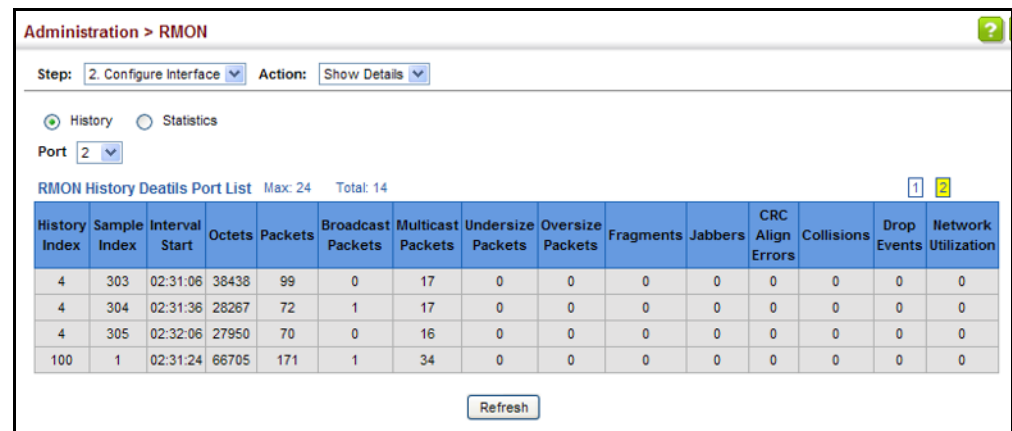 Administration > RMON
?
Step: 2. Configure Interface Action: Show Details
History Statistics
Port 2
RMON History Deatils Port List Max: 24 Total: 14 1 2
History Index Sample Index Interval Start Octets Packets Broadcast Packets Multicast Packets Undersize Packets Oversize Packets Fragments Jabbers CRC Align Errors Collisions Drop Events Network Utilization
4 303 02:31:06 38438 99 0 17 0 0 0 0 0 0 0 0
4 304 02:31:36 28267 72 1 17 0 0 0 0 0 0 0 0
4 305 02:32:06 27950 70 0 16 0 0 0 0 0 0 0 0
100 1 02:31:24 66705 171 1 34 0 0 0 0 0 0 0 0
Refresh